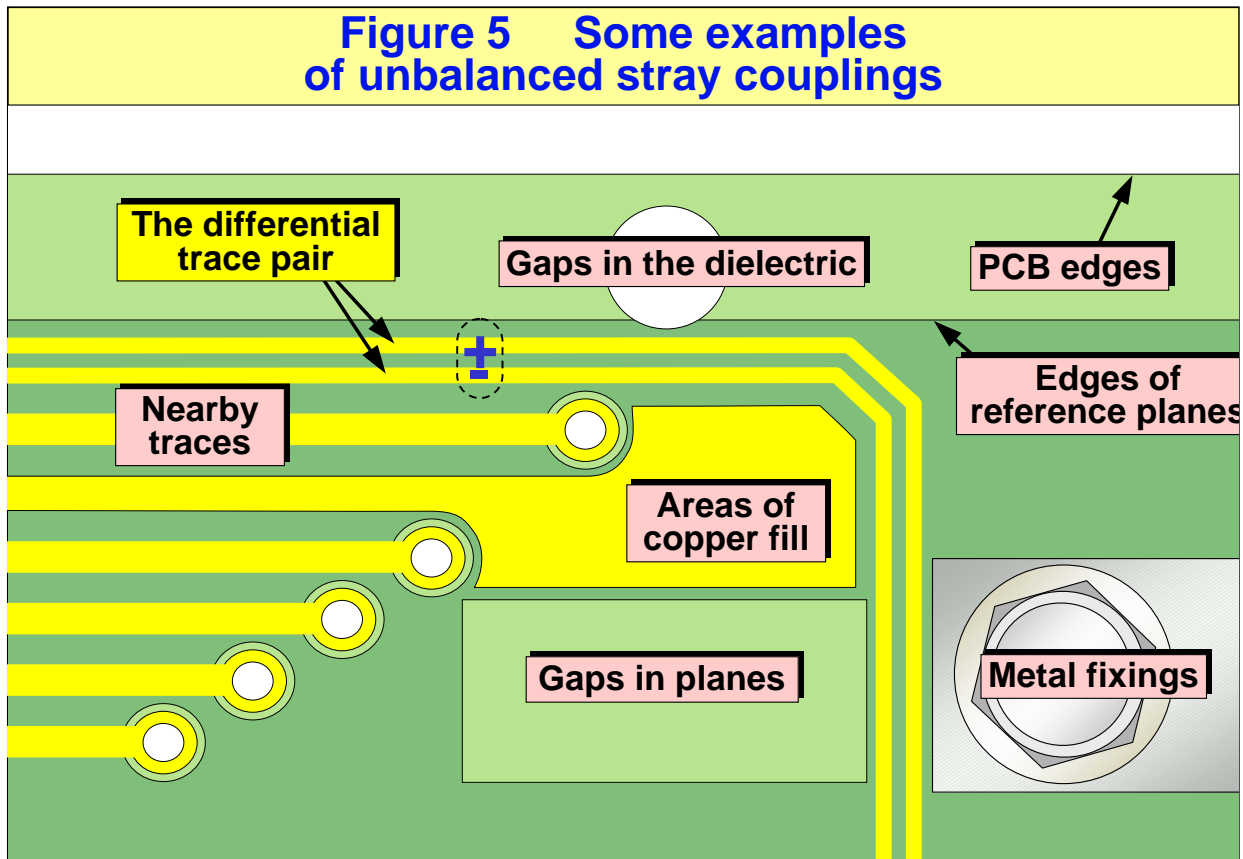 Figure 5 Some examples
of unbalanced stray couplings
The differential
trace pair
Gaps in the dielectric
PCB edges
+
-
Edges of
reference planes
Nearby
traces
Areas of
copper fill
Gaps in planes
Metal fixings